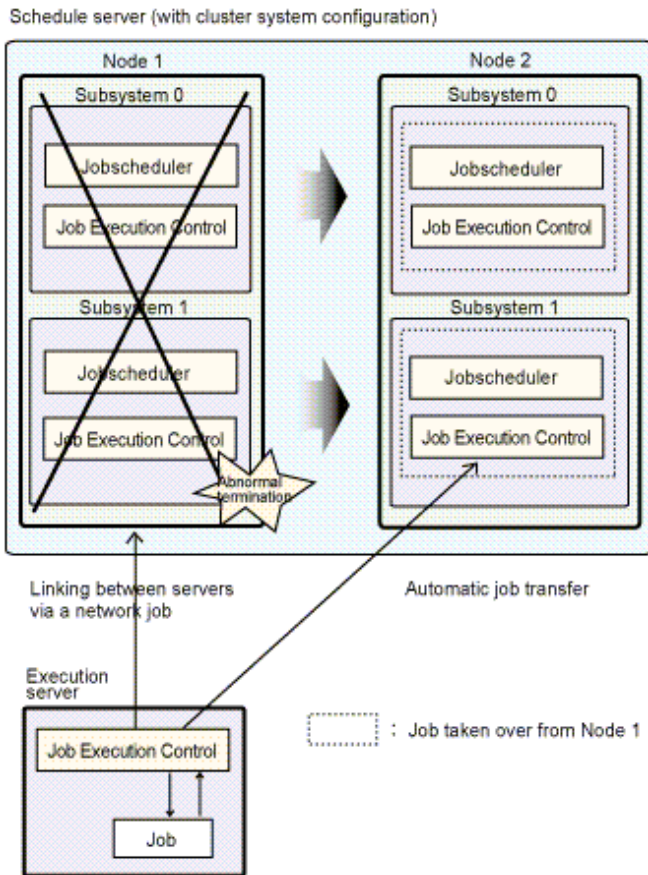 Schedule server (with cluster system configuration)
Node 1
Subsystem 0
Jobscheduler
Job Execution Control
Subsystem 1
Jobscheduler
Job Execution Control
Abnormal
termination
Node 2
Subsystem 0
Jobscheduler
Job Execution Control
Subsystem 1
Jobscheduler
Job Execution Control
Linking between servers
via a network job
Automatic job transfer
Execution
server
Job Execution Control
Job
: Job taken over from Node 1